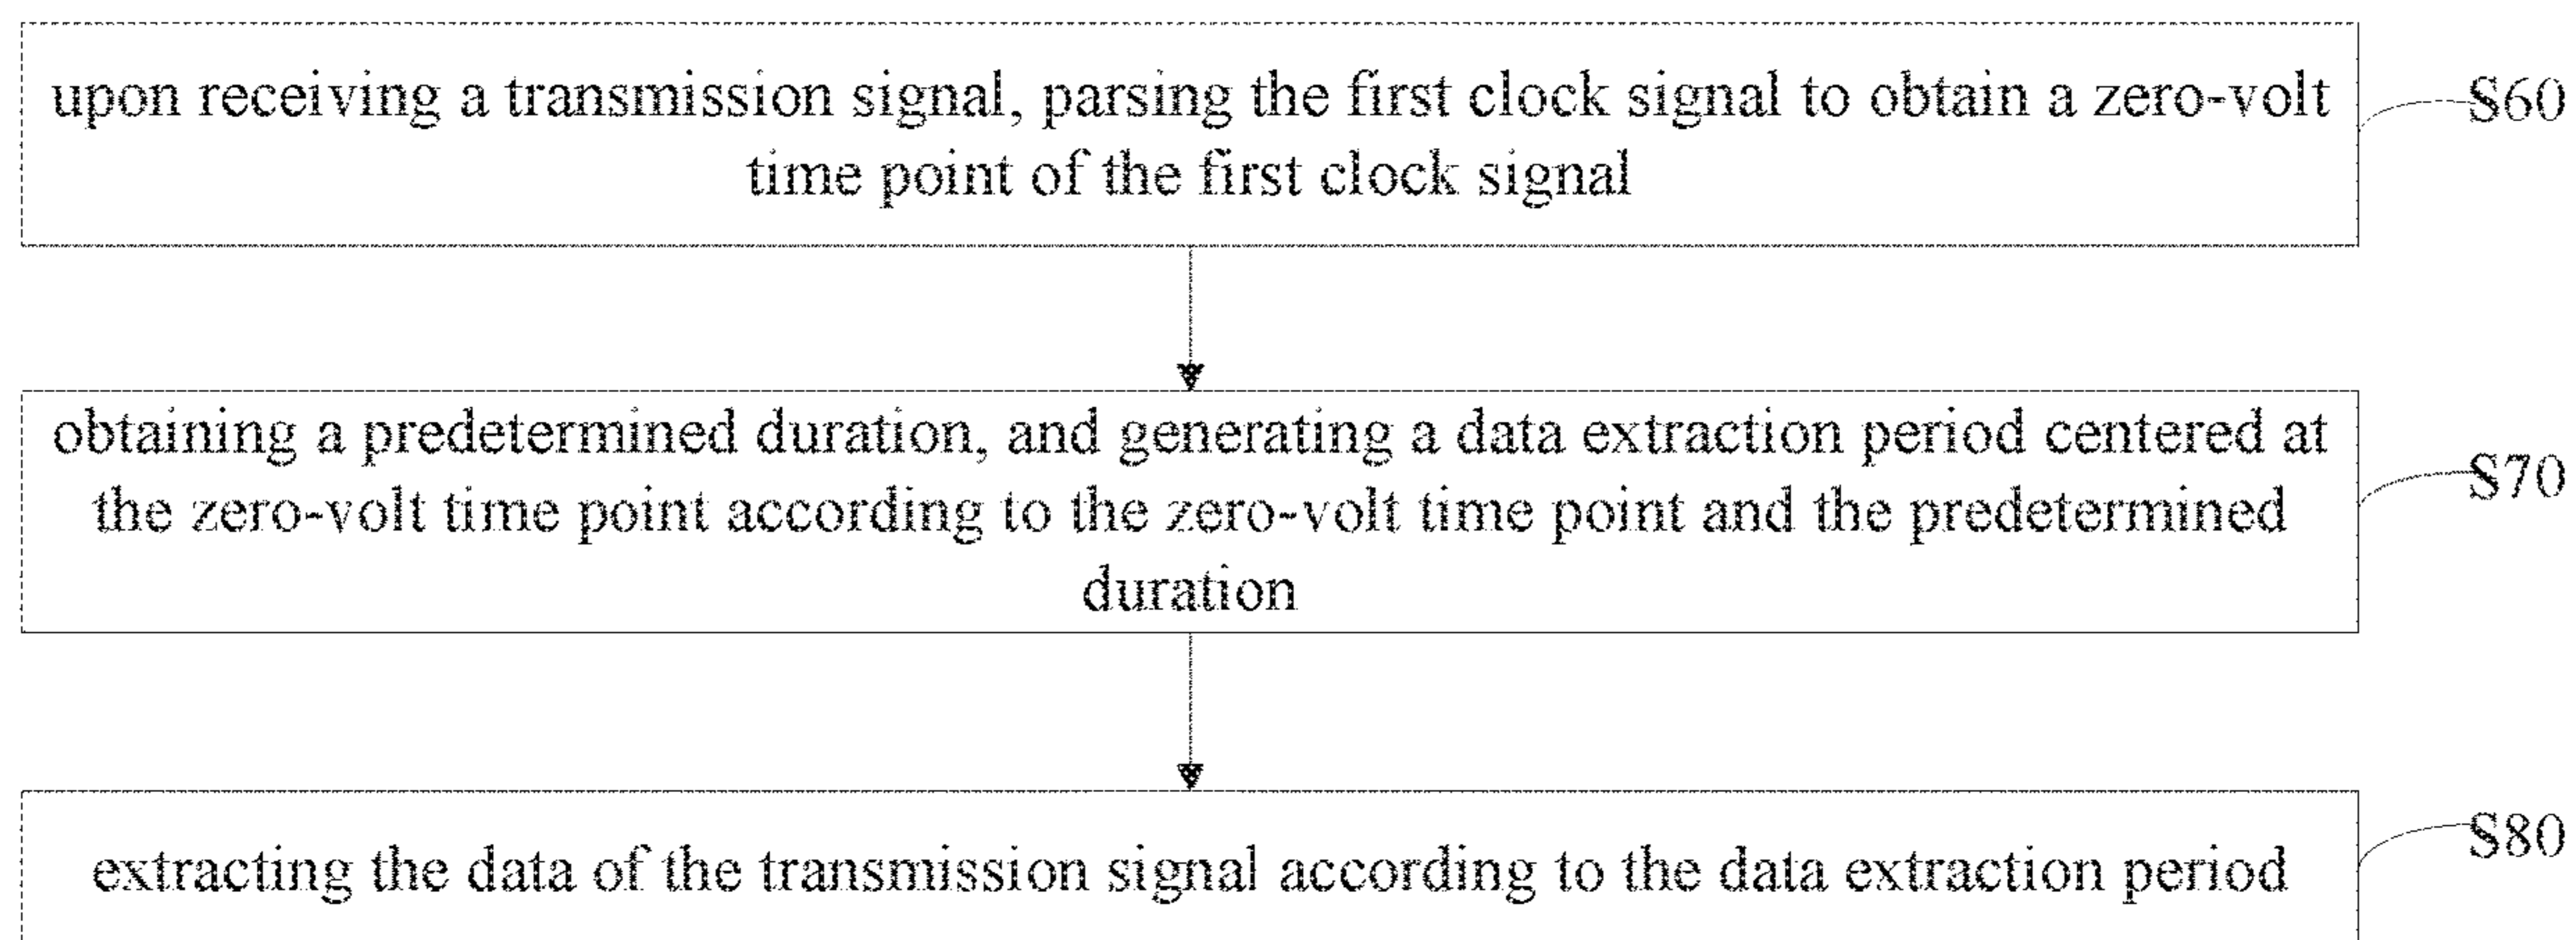 upon receiving a transmission signal, parsing the first clock signal to obtain a zero-volt
time point of the first clock signal
S60
obtaining a predetermined duration, and generating a data extraction period centered at
the zero-volt time point according to the zero-volt time point and the predetermined
duration
S70
extracting the data of the transmission signal according to the data extraction period
S80